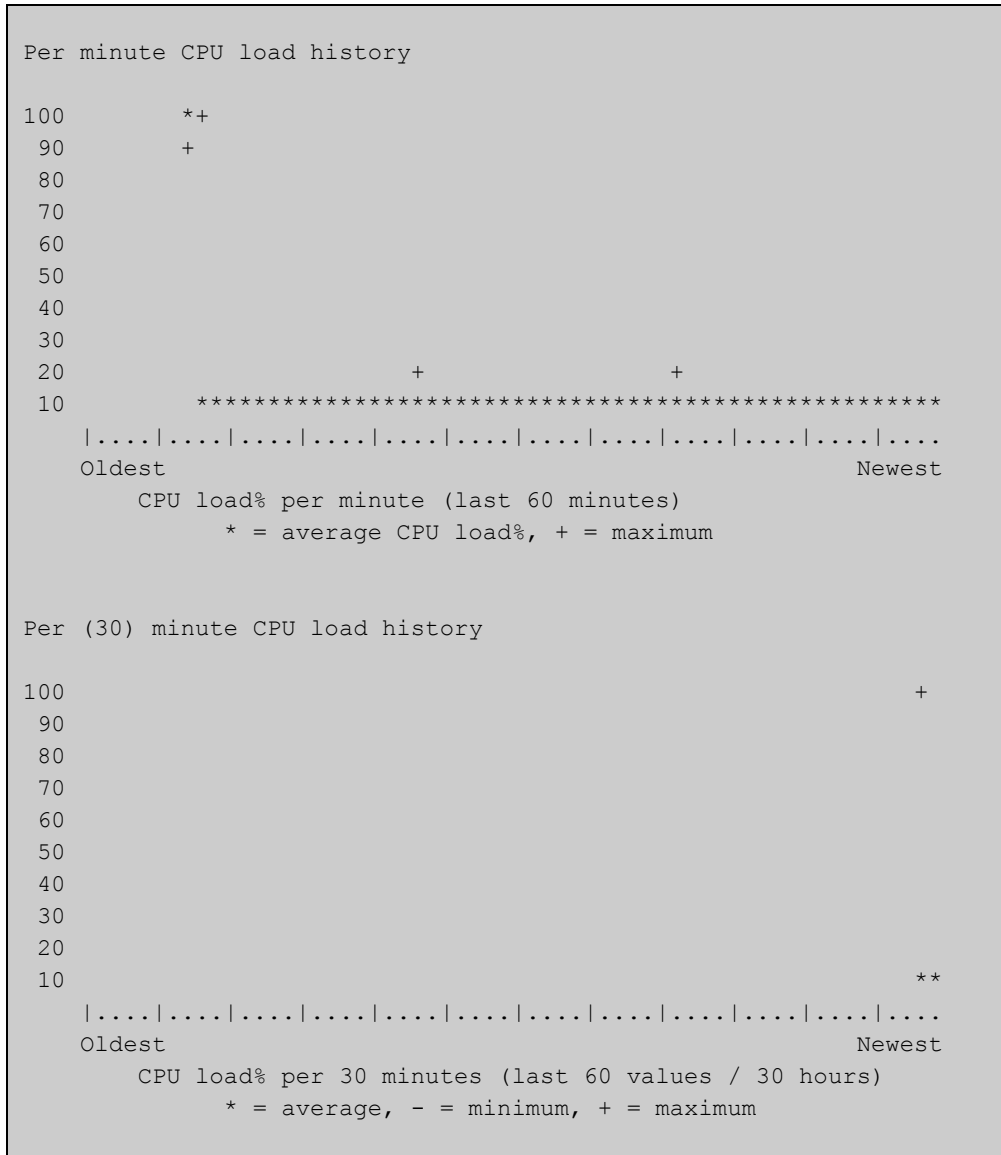 Per minute CPU load history
100        *+
 90        +
 80
 70
 60
 50
 40
 30
 20                        +                 +
 10         ****************************************************
    |....|....|....|....|....|....|....|....|....|....|....|....
    Oldest                                                Newest
        CPU load% per minute (last 60 minutes)
              * = average CPU load%, + = maximum
Per (30) minute CPU load history
100                                                           +
 90
 80
 70
 60
 50
 40
 30
 20
 10                                                           **
    |....|....|....|....|....|....|....|....|....|....|....|....
    Oldest                                                Newest
        CPU load% per 30 minutes (last 60 values / 30 hours)
              * = average, - = minimum, + = maximum